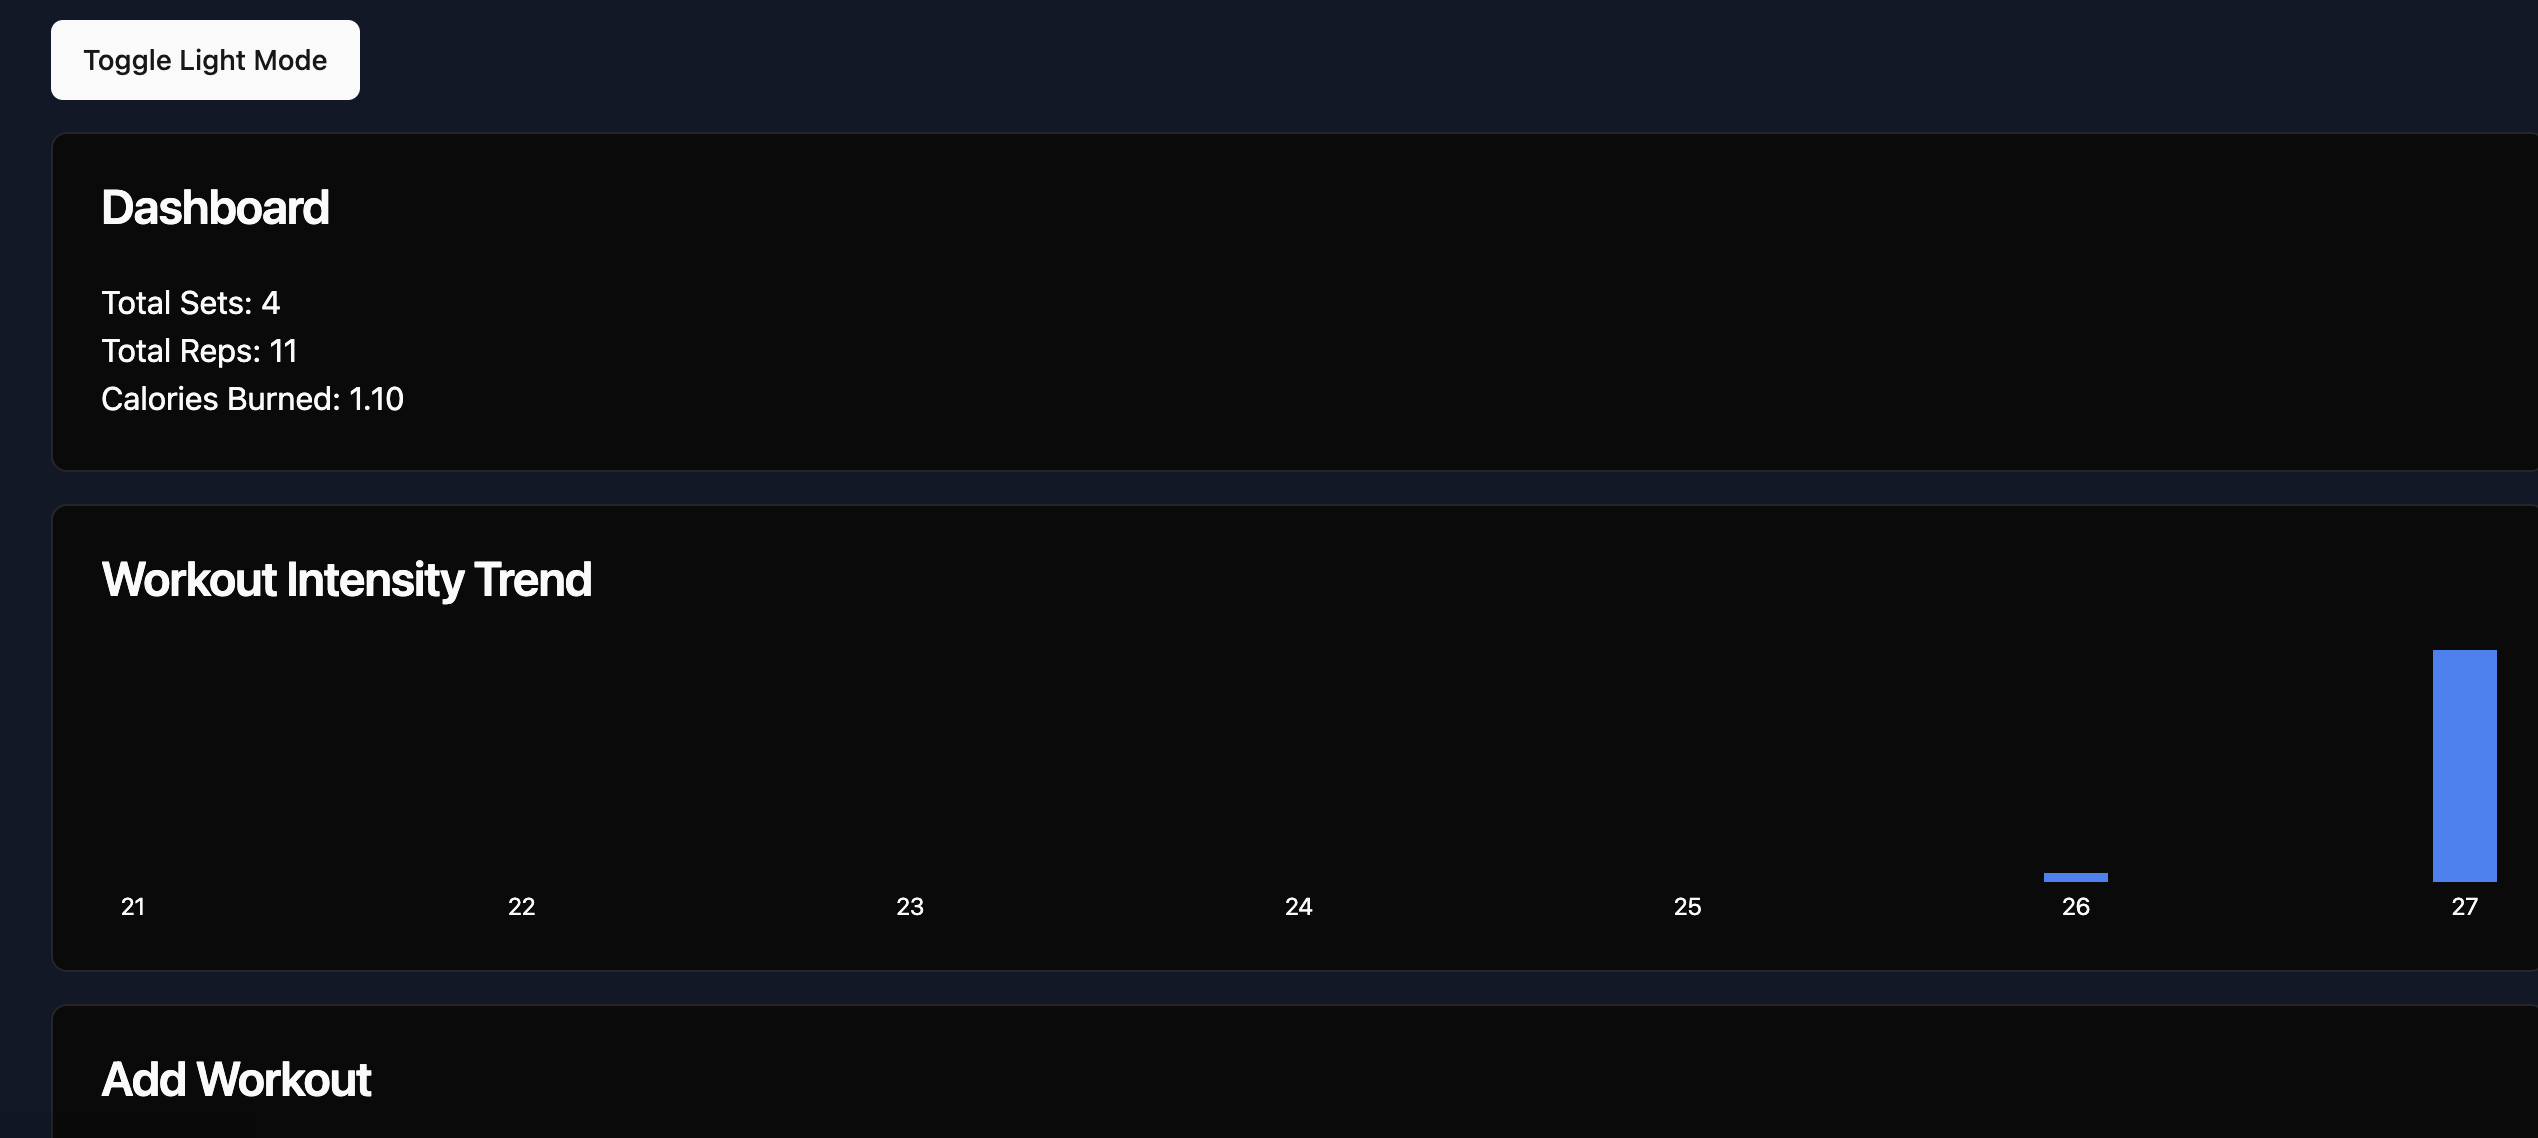 Toggle Light Mode
Dashboard
Total Sets: 4
Total Reps: 11
Calories Burned: 1.10
Workout Intensity Trend
21 22 23 24 25 26 27
Add Workout